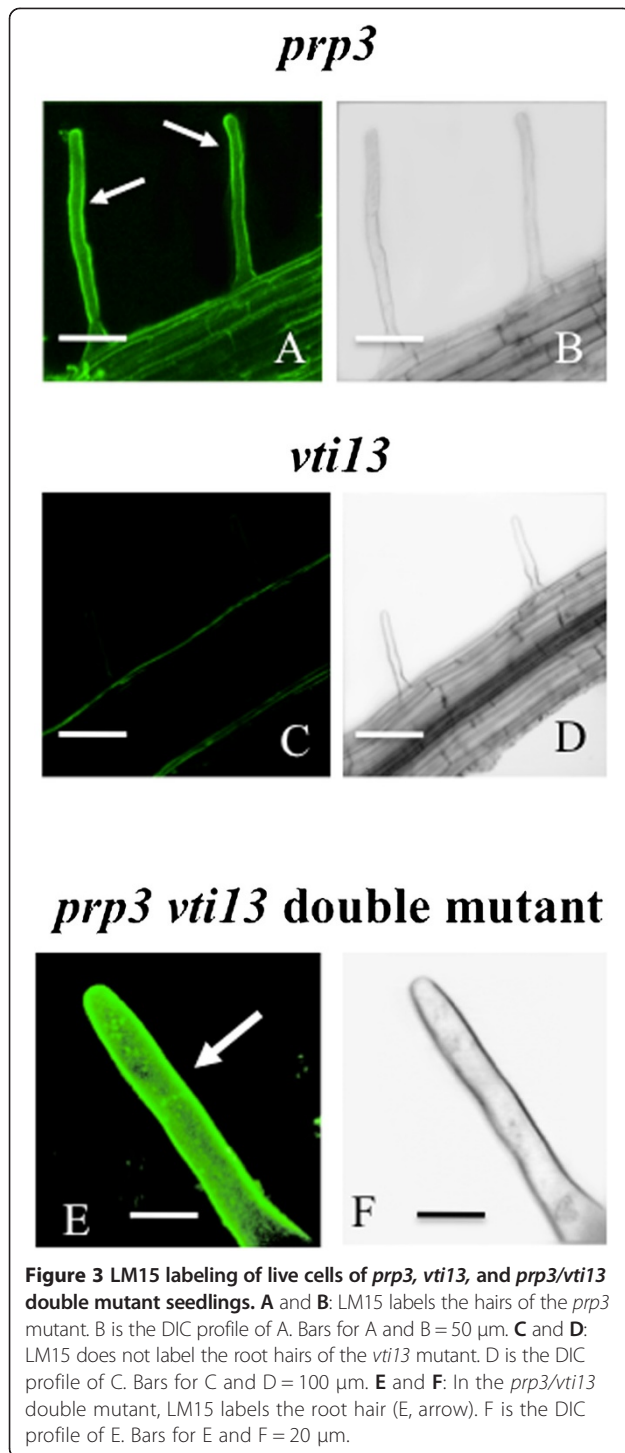 prp3
A
B
vti13
C
D
prp3 vti13 double mutant
E
F
Figure 3 LM15 labeling of live cells of prp3, vti13, and prp3/vti13
double mutant seedlings. A and B: LM15 labels the hairs of the prp3
mutant. B is the DIC profile of A. Bars for A and B = 50 μm. C and D:
LM15 does not label the root hairs of the vti13 mutant. D is the DIC
profile of C. Bars for C and D = 100 μm. E and F: In the prp3/vti13
double mutant, LM15 labels the root hair (E, arrow). F is the DIC
profile of E. Bars for E and F = 20 μm.